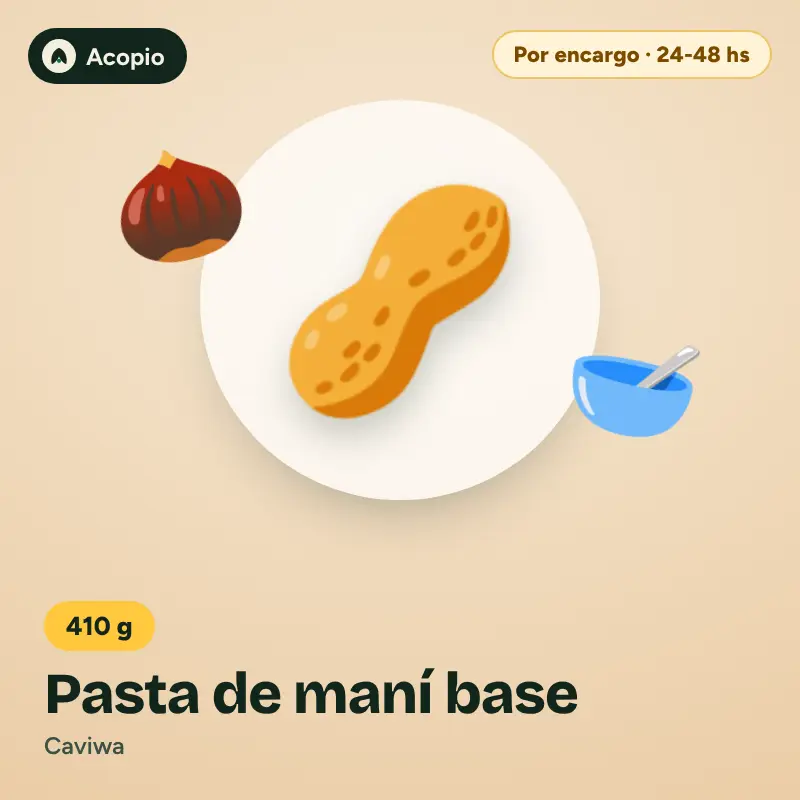 Acopio
Por encargo · 24-48 hs
410 g
Pasta de maní base
Caviwa